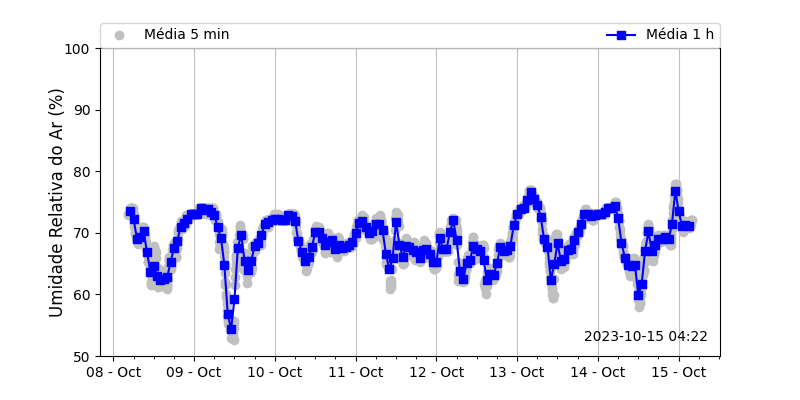 Média 5 min Média 1 h
100
90
80
70
60
50
Umidade Relativa do Ar (%)
2023-10-15 04:22
08 - Oct 09 - Oct 10 - Oct 11 - Oct 12 - Oct 13 - Oct 14 - Oct 15 - Oct